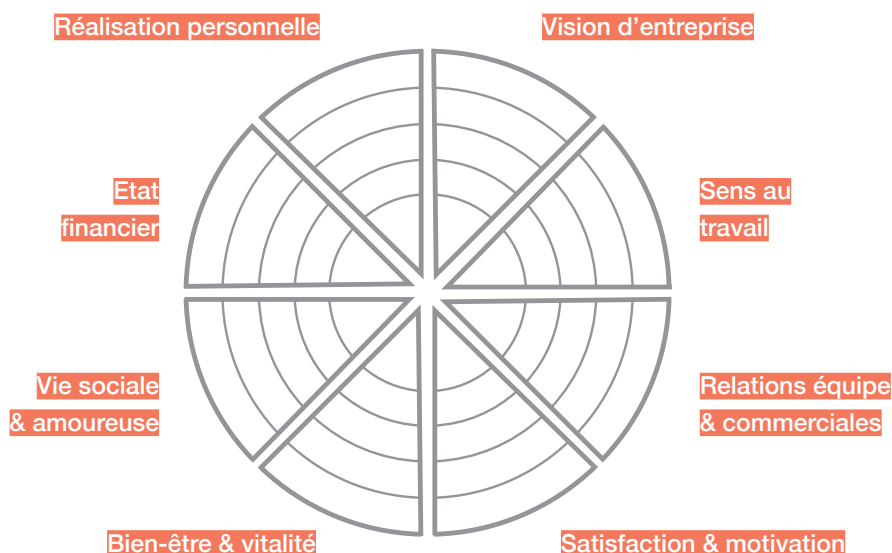 Réalisation personnelle
Vision d'entreprise
Etat
financier
Sens au
travail
Vie sociale
& amoureuse
Relations équipe
& commerciales
Bien-être & vitalité
Satisfaction & motivation